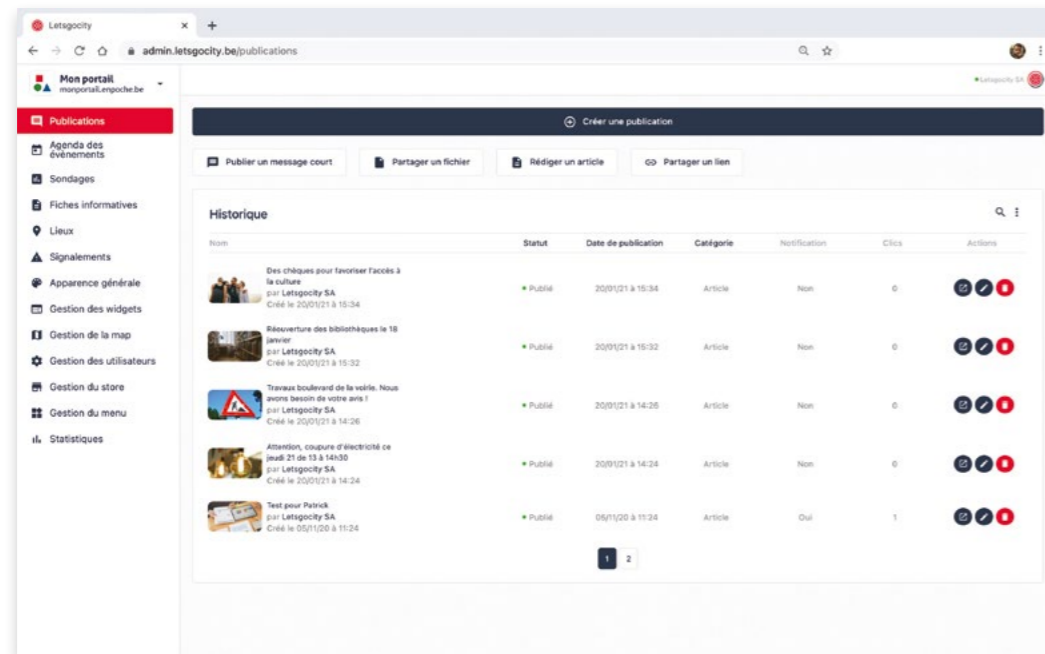 Letsgocity
admin.letsgocity.be/publications
Mon portail
monportail.enpoche.be
Letsgocity SA
Publications
Agenda des
évènements
Sondages
Fiches informatives
Lieux
Signalements
Apparence générale
Gestion des widgets
Gestion de la map
Gestion des utilisateurs
Gestion du store
Gestion du menu
Statistiques
Créer une publication
Publier un message court
Partager un fichier
Rédiger un article
Partager un lien
Historique
Nom Statut Date de publication Catégorie Notification Clics Actions
Des chèques pour favoriser l'accès à
la culture
par Letsgocity SA
Créé le 20/01/21 à 15:34
Publié 20/01/21 à 15:34 Article Non 0
Réouverture des bibliothèques le 18
janvier
par Letsgocity SA
Créé le 20/01/21 à 15:32
Publié 20/01/21 à 15:32 Article Non 0
Travaux boulevard de la voirie. Nous
avons besoin de votre avis !
par Letsgocity SA
Créé le 20/01/21 à 14:26
Publié 20/01/21 à 14:26 Article Non 0
Attention, coupure d'électricité ce
jeudi 21 de 13 à 14h30
par Letsgocity SA
Créé le 20/01/21 à 14:24
Publié 20/01/21 à 14:24 Article Non 0
Test pour Patrick
par Letsgocity SA
Créé le 05/11/20 à 11:24
Publié 05/11/20 à 11:24 Article Oui 1
1 2